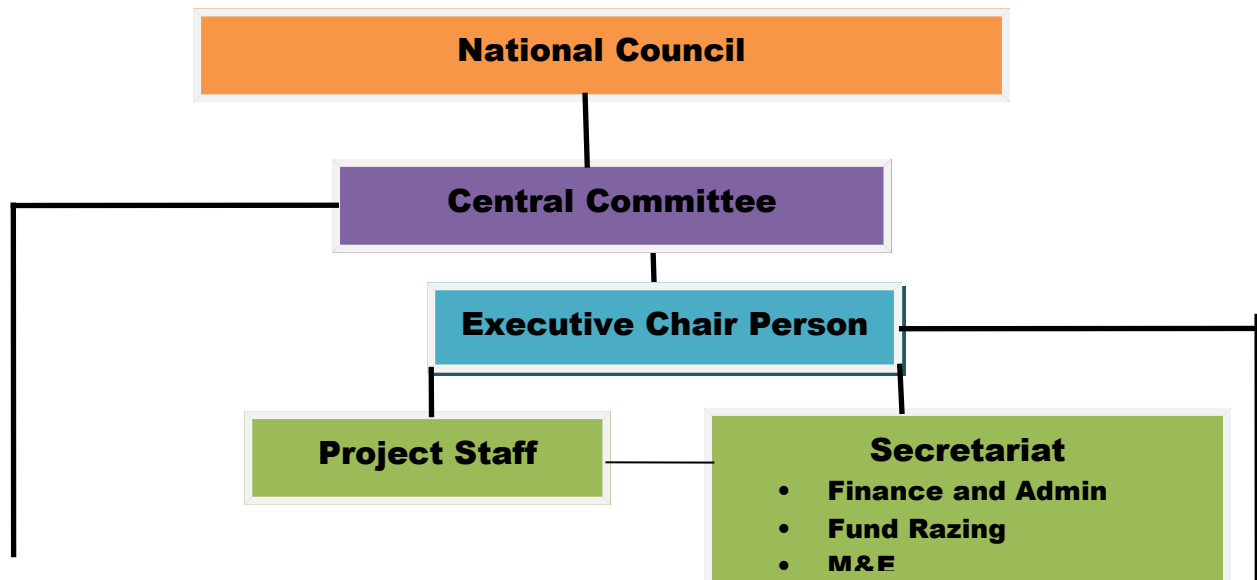 National Council
Central Committee
Executive Chair Person
Project Staff
Secretariat
• Finance and Admin
• Fund Razing
• M&E